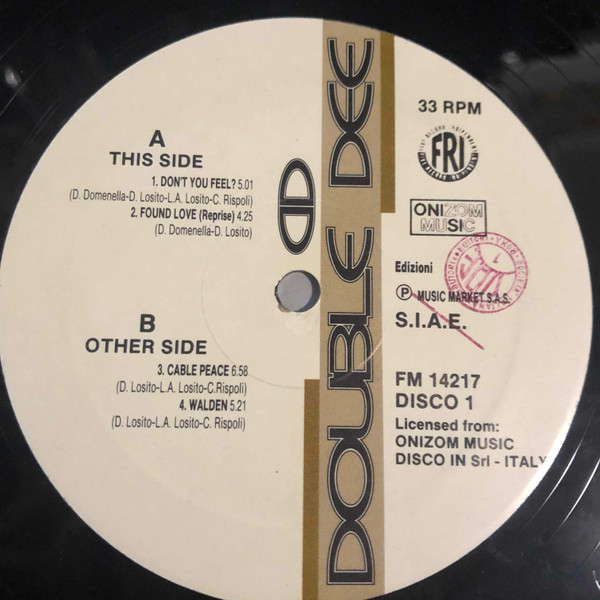 A
THIS SIDE
1. DON'T YOU FEEL? 5.01
(D. Domenella-D. Losito-L.A. Losito-C. Rispoli)
2. FOUND LOVE (Reprise) 4.25
(D. Domenella-D. Losito)
B
OTHER SIDE
3. CABLE PEACE 6.58
(D. Losito-L.A. Losito-C.Rispoli)
4. WALDEN 5.21
(D. Losito-L.A. Losito-C. Rispoli)
DOUBLE DEE
33 RPM
FRI
ONIZOM
MUSIC
Edizioni
Ⓟ MUSIC MARKET S.A.S.
S.I.A.E.
FM 14217
DISCO 1
Licensed from:
ONIZOM MUSIC
DISCO IN Srl - ITALY